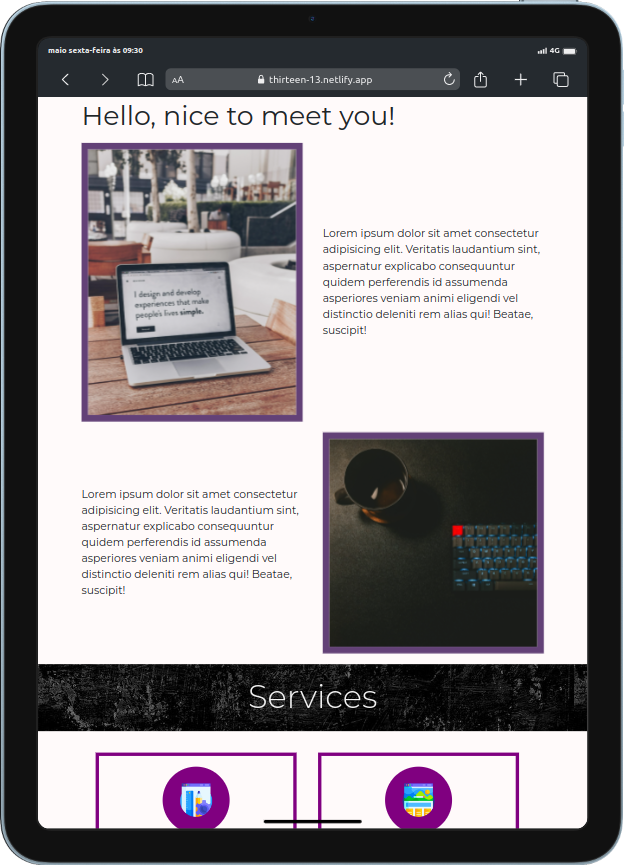 maio sexta-feira às 09:30
4G
AA
thirteen-13.netlify.app
Hello, nice to meet you!
I design and develop
experiences that make
people's lives simple.
Lorem ipsum dolor sit amet consectetur
adipisicing elit. Veritatis laudantium sint,
aspernatur explicabo consequuntur
quidem perferendis id assumenda
asperiores veniam animi eligendi vel
distinctio deleniti rem alias qui! Beatae,
suscipit!
Lorem ipsum dolor sit amet consectetur
adipisicing elit. Veritatis laudantium sint,
aspernatur explicabo consequuntur
quidem perferendis id assumenda
asperiores veniam animi eligendi vel
distinctio deleniti rem alias qui! Beatae,
suscipit!
Services